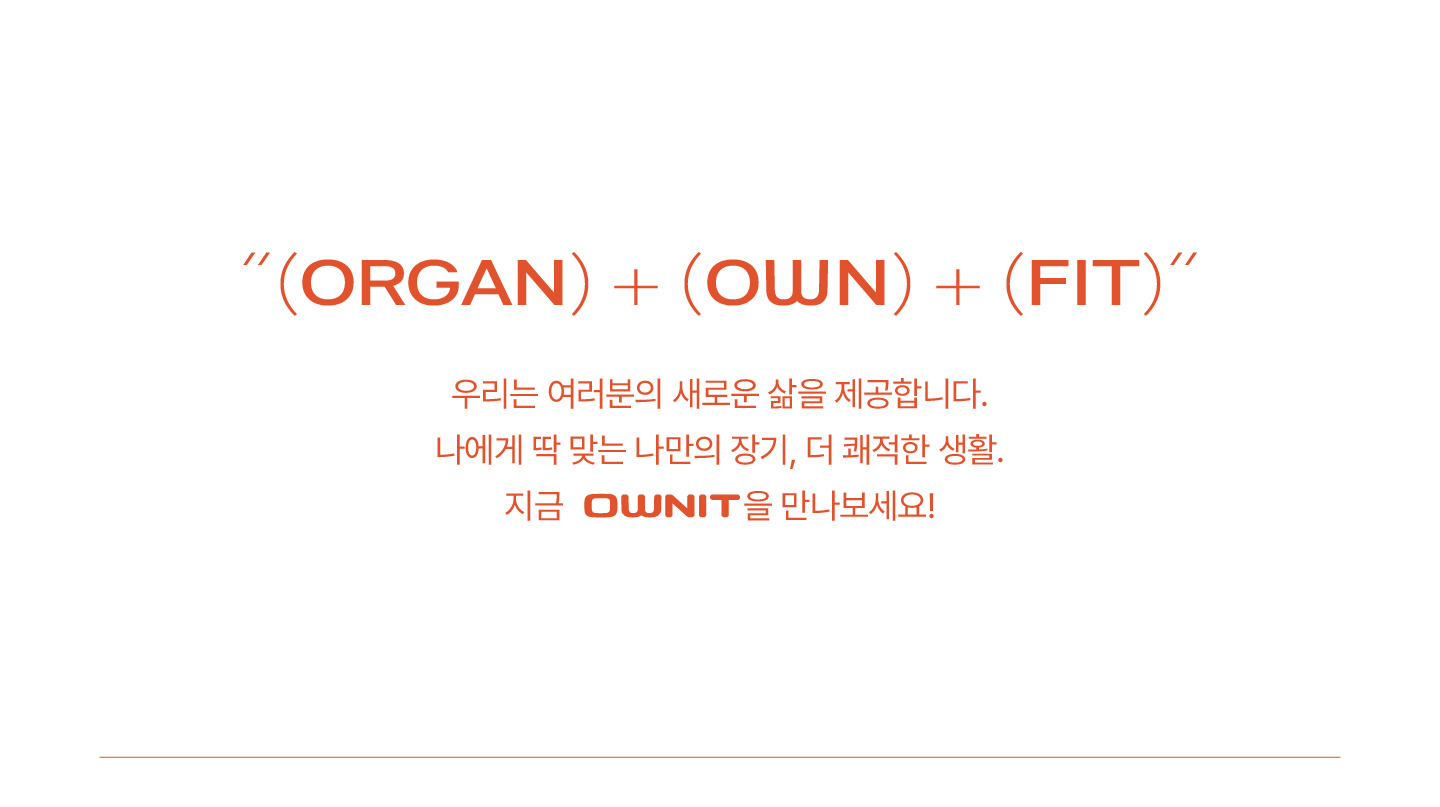 "(ORGAN) + (OWN) + (FIT)"
우리는 여러분의 새로운 삶을 제공합니다.
나에게 딱 맞는 나만의 장기, 더 쾌적한 생활.
지금 OWNIT을 만나보세요!